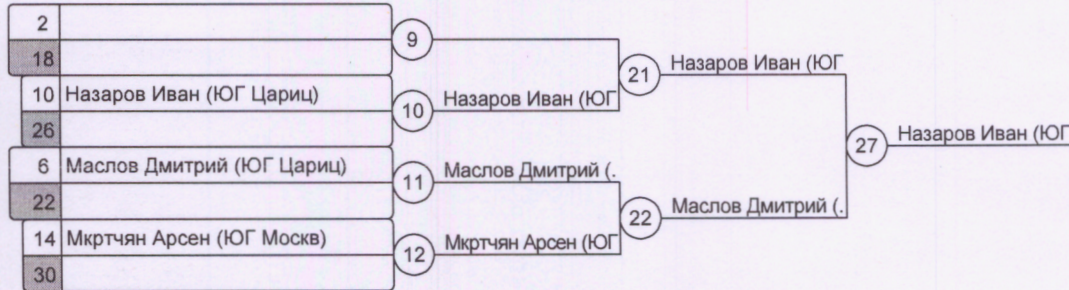 2
9
18
21 Назаров Иван (ЮГ
10 Назаров Иван (ЮГ Цариц)
10 Назаров Иван (ЮГ
26
27 Назаров Иван (ЮГ
6 Маслов Дмитрий (ЮГ Цариц)
11 Маслов Дмитрий (.
22
22 Маслов Дмитрий (.
14 Мкртчян Арсен (ЮГ Москв)
12 Мкртчян Арсен (ЮГ
30